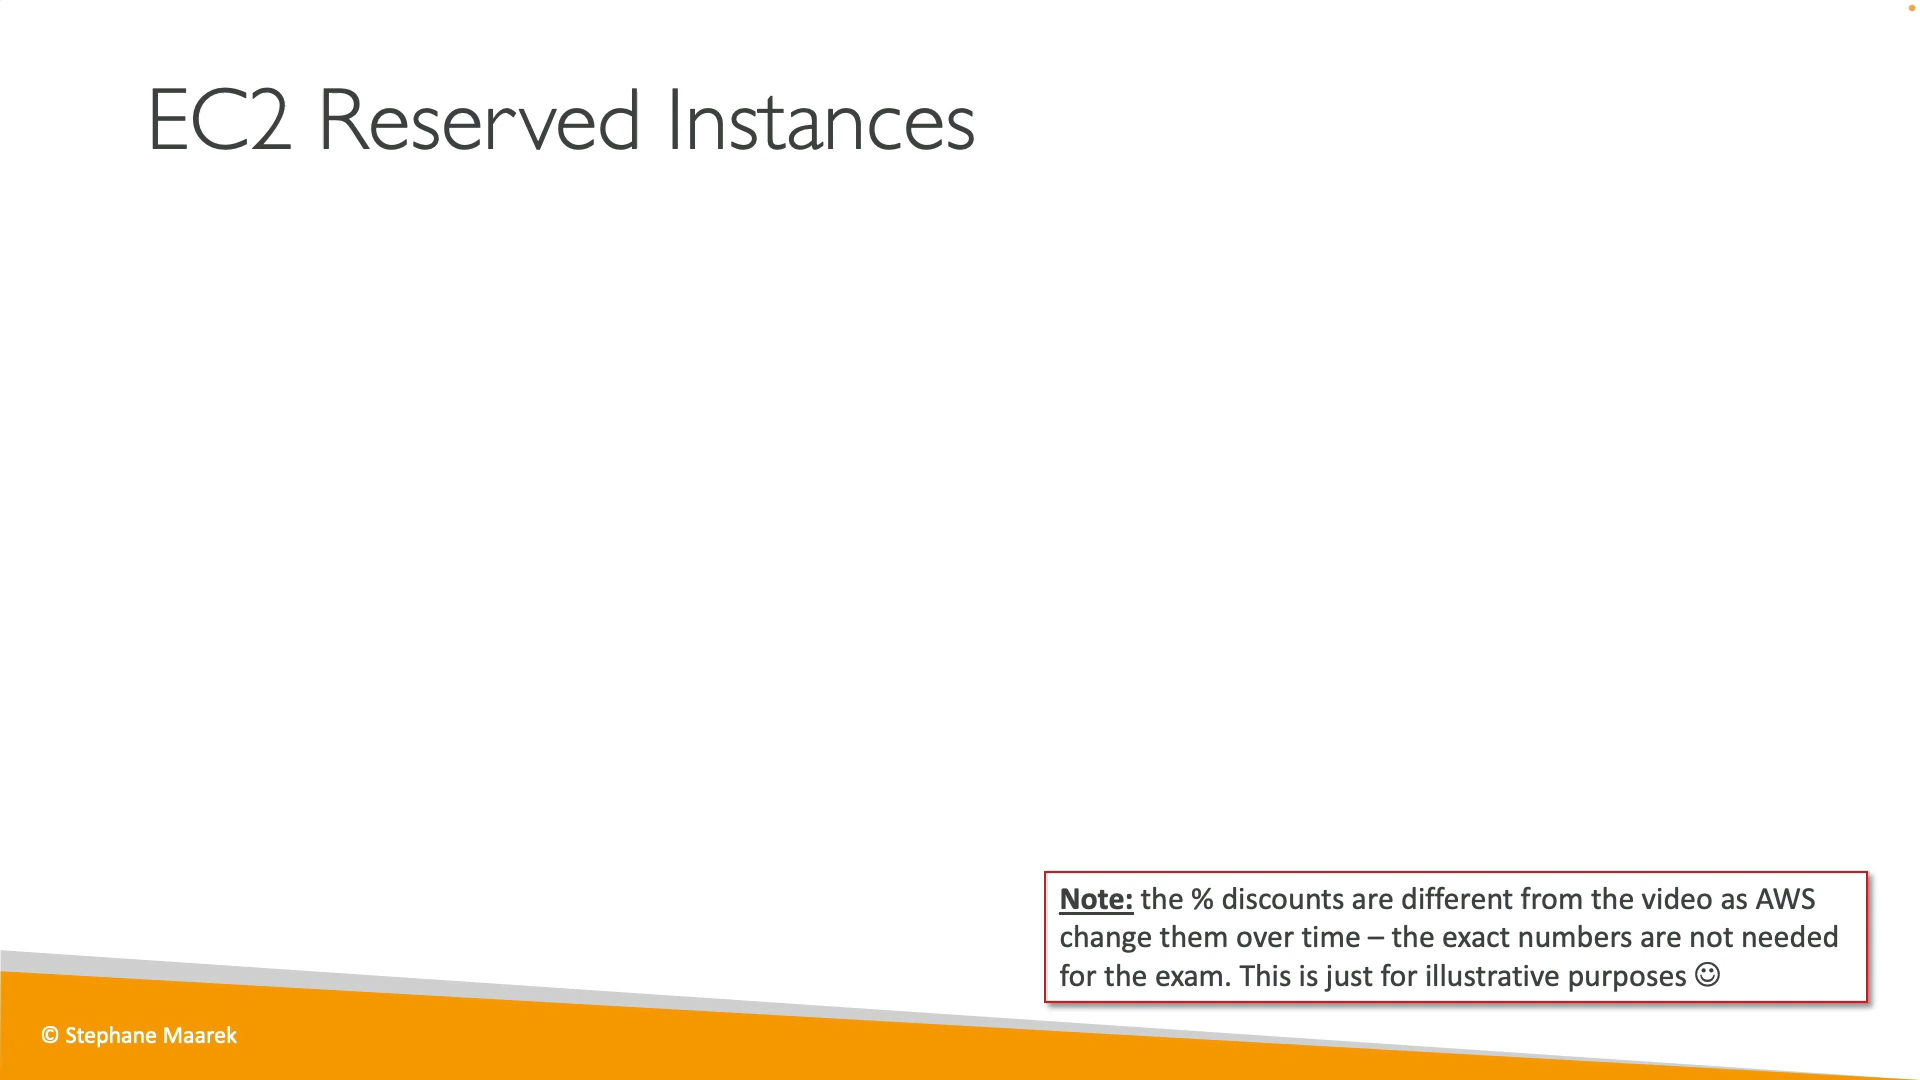 EC2 Reserved Instances
Note: the % discounts are different from the video as AWS
change them over time – the exact numbers are not needed
for the exam. This is just for illustrative purposes ☺
© Stephane Maarek